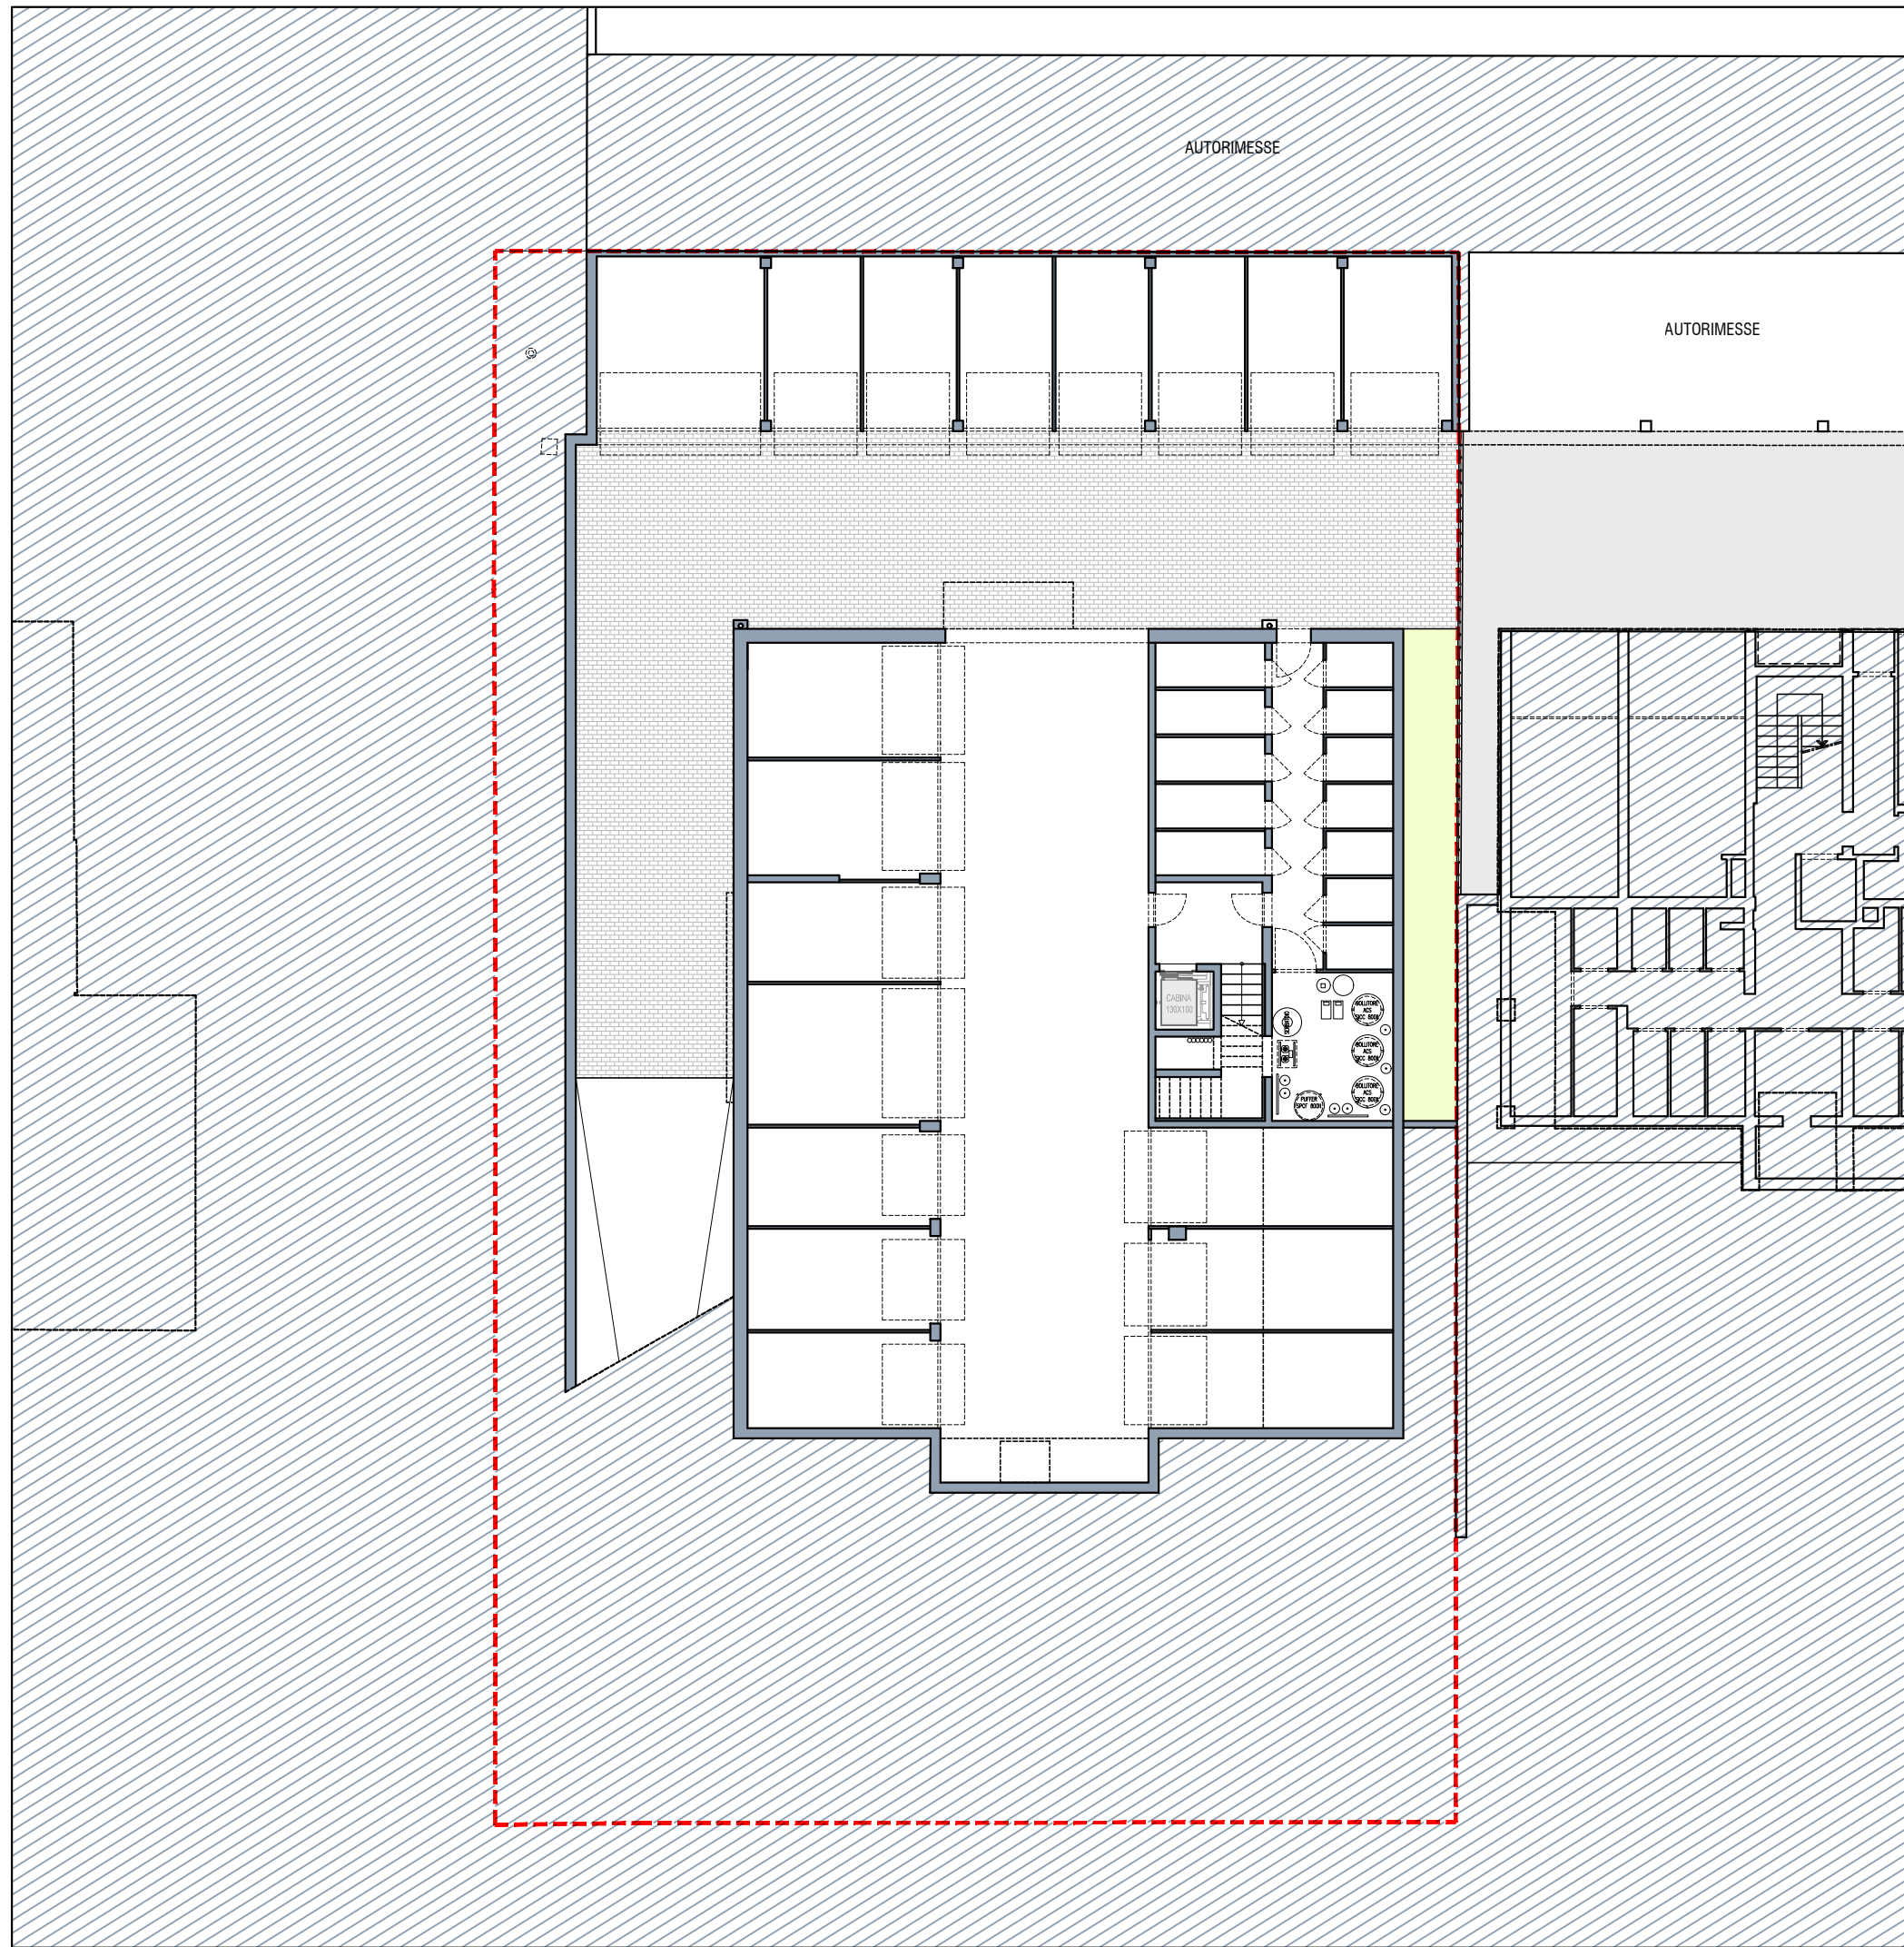 AUTORIMESSE
AUTORIMESSE
CABINA
130X100
BOLLITORE
ACS
BOLLITORE
ACS
BOLLITORE
ACS
PUFFER